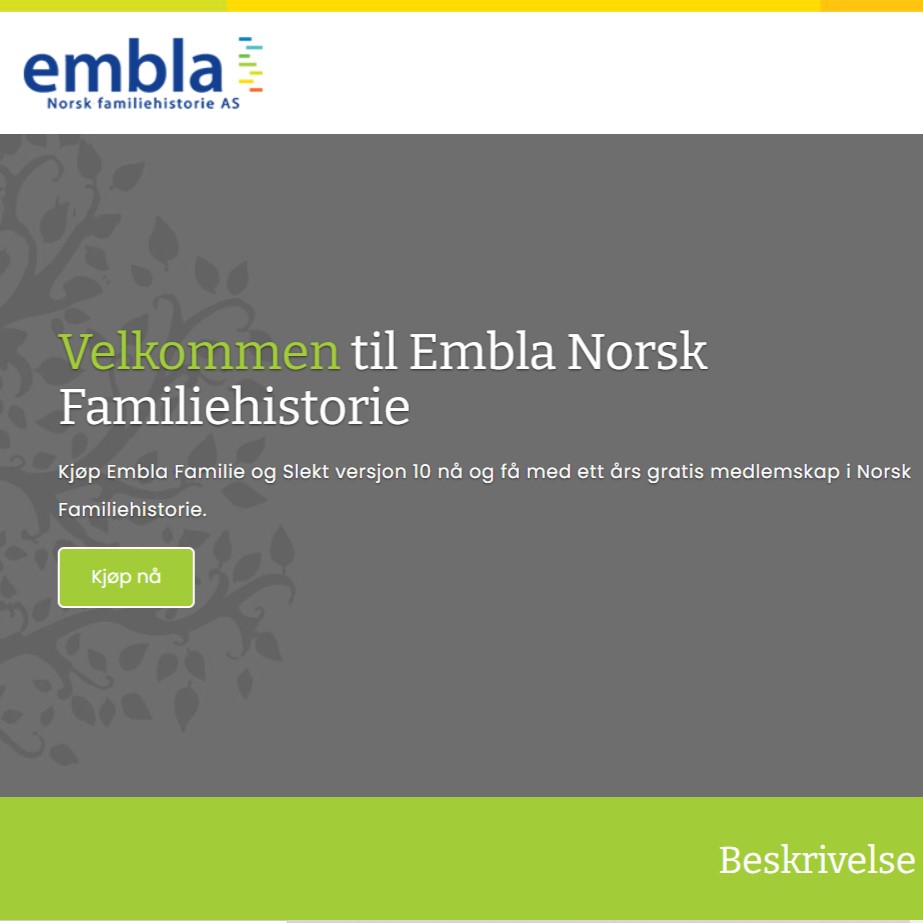 embla
Norsk familiehistorie AS
Velkommen til Embla Norsk
Familiehistorie
Kjøp Embla Familie og Slekt versjon 10 nå og få med ett års gratis medlemskap i Norsk
Familiehistorie.
Kjøp nå
Beskrivelse